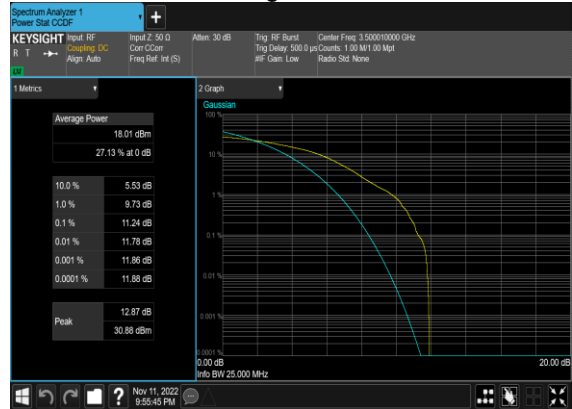 Spectrum Analyzer 1
Power Stat CCDF
KEYSIGHT
R T
Input: RF
Coupling: DC
Align: Auto
Input Z: 50 Ω
Corr CCorr
Freq Ref: Int (S)
Atten: 30 dB
Trig: RF Burst
Trig Delay: 500.0 µs
#IF Gain: Low
Center Freq: 3.500010000 GHz
Counts: 1.00 M/1.00 Mpt
Radio Std: None
1 Metrics
Average Power
18.01 dBm
27.13 % at 0 dB
10.0 % 5.53 dB
1.0 % 9.73 dB
0.1 % 11.24 dB
0.01 % 11.78 dB
0.001 % 11.86 dB
0.0001 % 11.88 dB
Peak
12.87 dB
30.88 dBm
2 Graph
Gaussian
100 %
10 %
1 %
0.1 %
0.01 %
0.001 %
0.0001 %
0.00 dB 20.00 dB
Info BW 25.000 MHz
?
Nov 11, 2022
9:55:45 PM